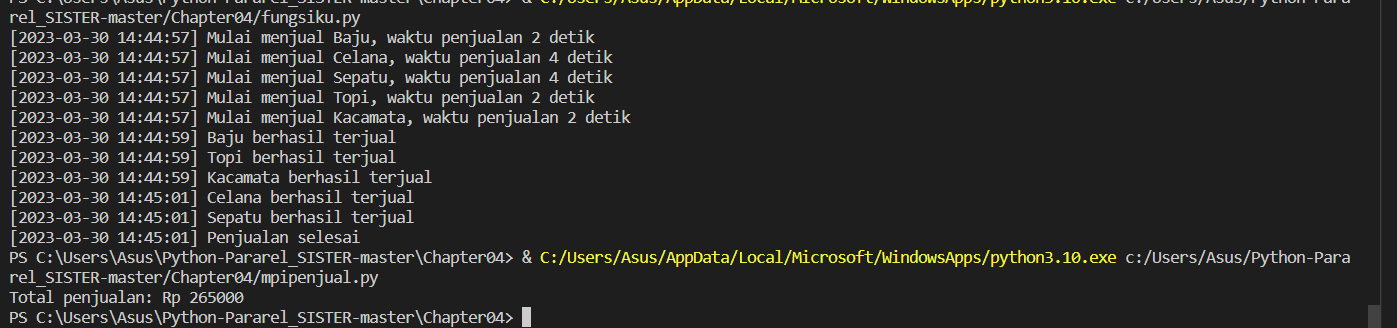 PS C:\Users\Asus\Python-Pararel_SISTER-master\Chapter04> & C:/Users/Asus/AppData/Local/Microsoft/WindowsApps/python3.10.exe c:/Users/Asus/Python-Para
rel_SISTER-master/Chapter04/fungsiku.py
[2023-03-30 14:44:57] Mulai menjual Baju, waktu penjualan 2 detik
[2023-03-30 14:44:57] Mulai menjual Celana, waktu penjualan 4 detik
[2023-03-30 14:44:57] Mulai menjual Sepatu, waktu penjualan 4 detik
[2023-03-30 14:44:57] Mulai menjual Topi, waktu penjualan 2 detik
[2023-03-30 14:44:57] Mulai menjual Kacamata, waktu penjualan 2 detik
[2023-03-30 14:44:59] Baju berhasil terjual
[2023-03-30 14:44:59] Topi berhasil terjual
[2023-03-30 14:44:59] Kacamata berhasil terjual
[2023-03-30 14:45:01] Celana berhasil terjual
[2023-03-30 14:45:01] Sepatu berhasil terjual
[2023-03-30 14:45:01] Penjualan selesai
PS C:\Users\Asus\Python-Pararel_SISTER-master\Chapter04> & C:/Users/Asus/AppData/Local/Microsoft/WindowsApps/python3.10.exe c:/Users/Asus/Python-Para
rel_SISTER-master/Chapter04/mpipenjual.py
Total penjualan: Rp 265000
PS C:\Users\Asus\Python-Pararel_SISTER-master\Chapter04>